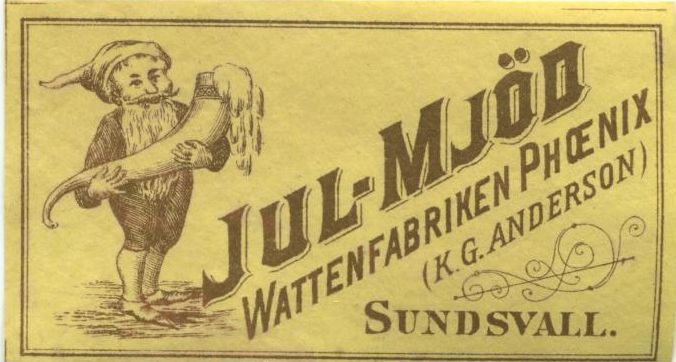 JUL-MJÖD
WATTENFABRIKEN PHŒNIX
(K.G. ANDERSON)
SUNDSVALL.